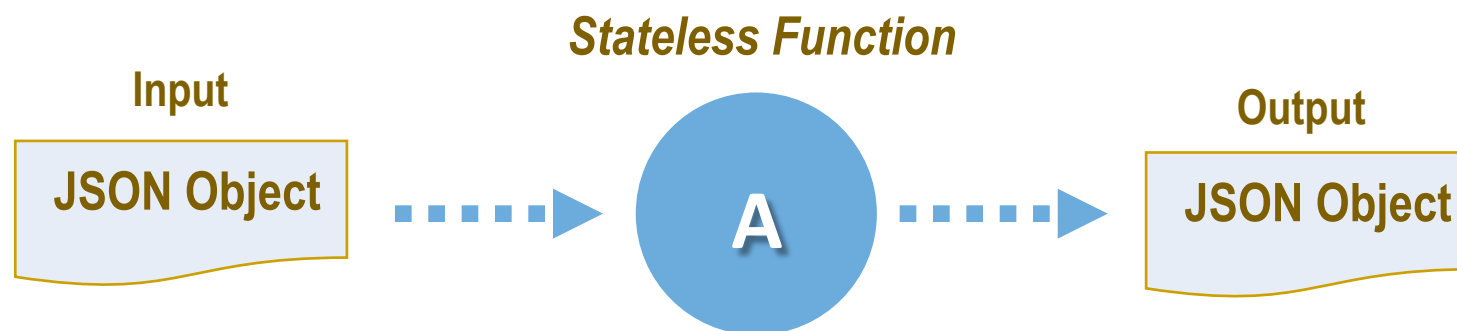 Stateless Function
Input
Output
JSON Object
A
JSON Object